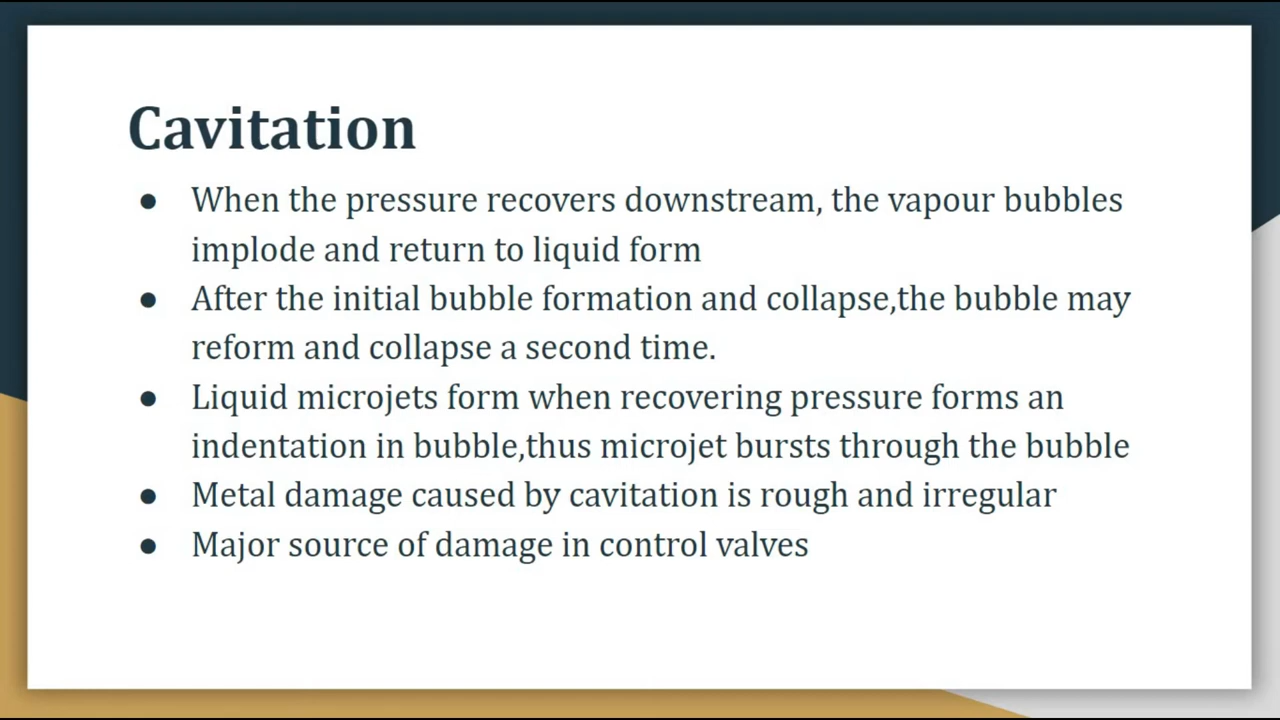 Cavitation
● When the pressure recovers downstream, the vapour bubbles
implode and return to liquid form
● After the initial bubble formation and collapse,the bubble may
reform and collapse a second time.
● Liquid microjets form when recovering pressure forms an
indentation in bubble,thus microjet bursts through the bubble
● Metal damage caused by cavitation is rough and irregular
● Major source of damage in control valves